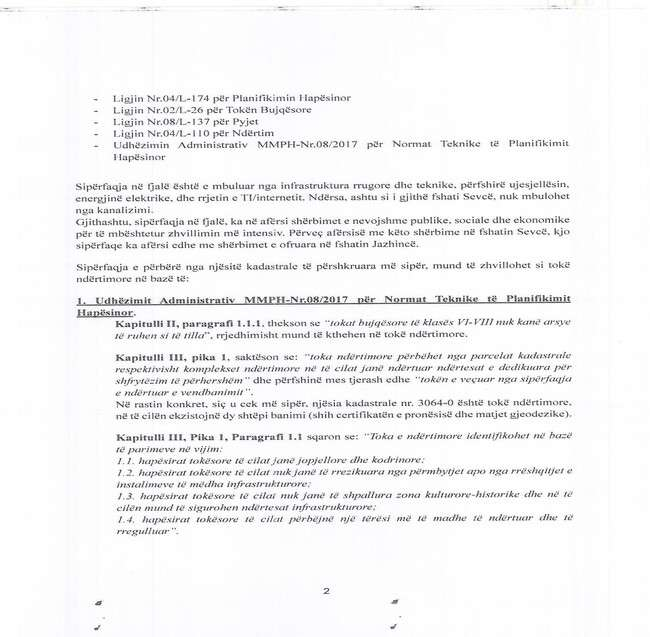 - Ligjin Nr.04/L-174 për Planifikimin Hapësinor
- Ligjin Nr.02/L-26 për Tokën Bujqësore
- Ligjin Nr.08/L-137 për Pyjet
- Ligjin Nr.04/L-110 për Ndërtim
- Udhëzimin Administrativ MMPH-Nr.08/2017 për Normat Teknike të Planifikimit
Hapësinor
Sipërfaqja në fjalë është e mbuluar nga infrastruktura rrugore dhe teknike, përfshirë ujesjellësin,
energjinë elektrike, dhe rrjetin e TI/internetit. Ndërsa, ashtu si i gjithë fshati Sevcë, nuk mbulohet
nga kanalizimi.
Gjithashtu, sipërfaqja në fjalë, ka në afërsi shërbimet e nevojshme publike, sociale dhe ekonomike
për të mbështetur zhvillimin më intensiv. Përveç afërsisë me këto shërbime në fshatin Sevcë, kjo
sipërfaqe ka afërsi edhe me shërbimet e ofruara në fshatin Jazhincë.
Sipërfaqja e përbërë nga njësitë kadastrale të përshkruara më sipër, mund të zhvillohet si tokë
ndërtimore në bazë të:
1. Udhëzimit Administrativ MMPH-Nr.08/2017 për Normat Teknike të Planifikimit
Hapësinor.
Kapitulli II, paragrafi 1.1.1, thekson se "tokat bujqësore të klasës VI-VIII nuk kanë arsye
të ruhen si të tilla", rrjedhimisht mund të kthehen në tokë ndërtimore.
Kapitulli III, pika 1, saktëson se: "toka ndërtimore përbëhet nga parcelat kadastrale
respektivisht komplekset ndërtimore në të cilat janë ndërtuar ndërtesat e dedikuara për
shfrytëzim të përhershëm" dhe përfshinë mes tjerash edhe "tokën e veçuar nga sipërfaqja
e ndërtuar e vendbanimit".
Në rastin konkret, siç u cek më sipër, njësia kadastrale nr. 3064-0 është tokë ndërtimore,
në të cilën ekzistojnë dy shtëpi banimi (shih certifikatën e pronësisë dhe matjet gjeodezike).
Kapitulli III, Pika 1, Paragrafi 1.1 sqaron se: "Toka e ndërtimore identifikohet në bazë
të parimeve në vijim:
1.1. hapësirat tokësore të cilat janë jopjellore dhe kodrinore;
1.2. hapësirat tokësore të cilat nuk janë të rrezikuara nga përmbytjet apo nga rrëshqitjet e
instalimeve të mëdha infrastrukturore;
1.3. hapësirat tokësore të cilat nuk janë të shpallura zona kulturore-historike dhe në të
cilën mund të sigurohen ndërtesat infrastrukturore;
1.4. hapësirat tokësore të cilat përbëjnë një tërësi më të madhe të ndërtuar dhe të
rregulluar".
2